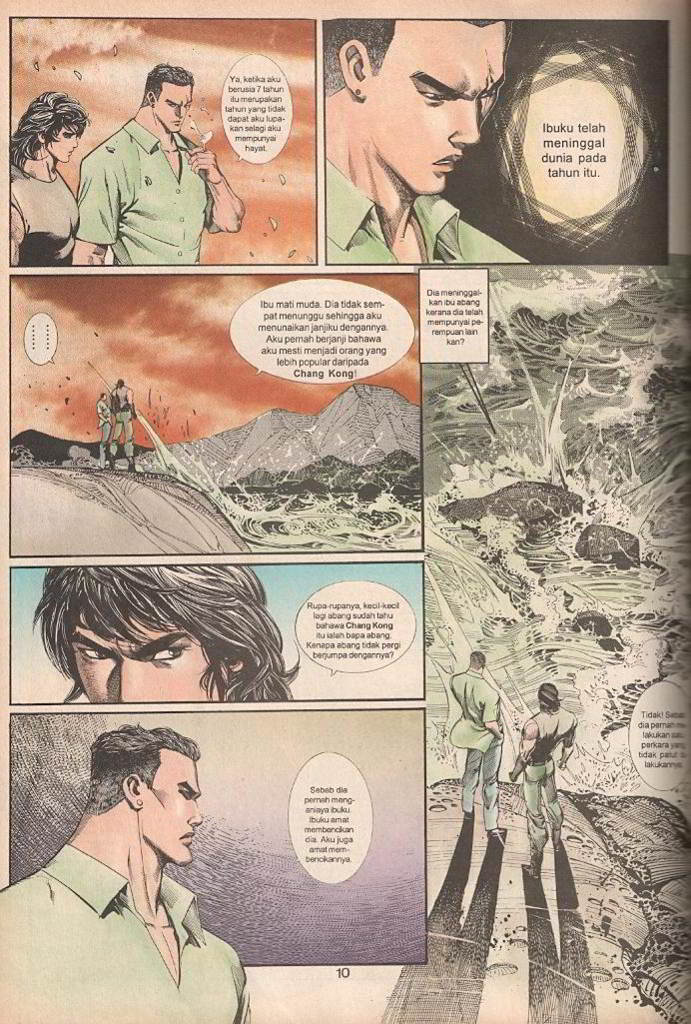 Ya, ketika aku
berusia 7 tahun
itu merupakan
tahun yang tidak
dapat aku lupa-
kan selagi aku
mempunyai
hayat.
Ibuku telah
meninggal
dunia pada
tahun itu.
Ibu mati muda. Dia tidak sem-
pat menunggu sehingga aku
menunaikan janjiku dengannya.
Aku pernah berjanji bahawa
aku mesti menjadi orang yang
lebih popular daripada
Chang Kong!
Dia meninggal-
kan ibu abang
kerana dia telah
mempunyai pe-
rempuan lain
kan?
Rupa-rupanya, kecil-kecil
lagi abang sudah tahu
bahawa Chang Kong
itu ialah bapa abang.
Kenapa abang tidak pergi
berjumpa dengannya?
Tidak! Sebab
dia pernah me-
lakukan satu
perkara yang
tidak patut
lakukannya.
Sebab dia
pernah meng-
aniaya ibuku.
Ibuku amat
membencikan
dia. Aku juga
amat mem-
bencikannya.
10